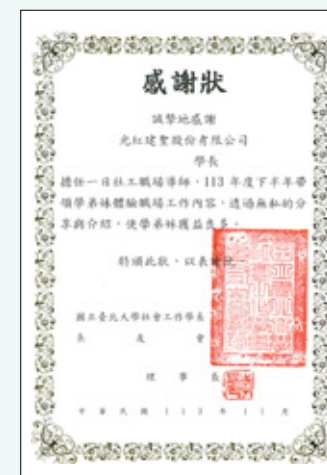 感謝狀
誠摯地感謝
光紅建聖股份有限公司
學長
擔任一日社工職場導師，113 年度下半年帶
領學弟妹體驗職場工作內容，透過無私的分
享與介紹，使學弟妹獲益良多。
特頒此狀，以表
國立臺北大學社會工作學系
系 友 會
理 事 長
中 華 民 國 1 1 3 年 1 1 月